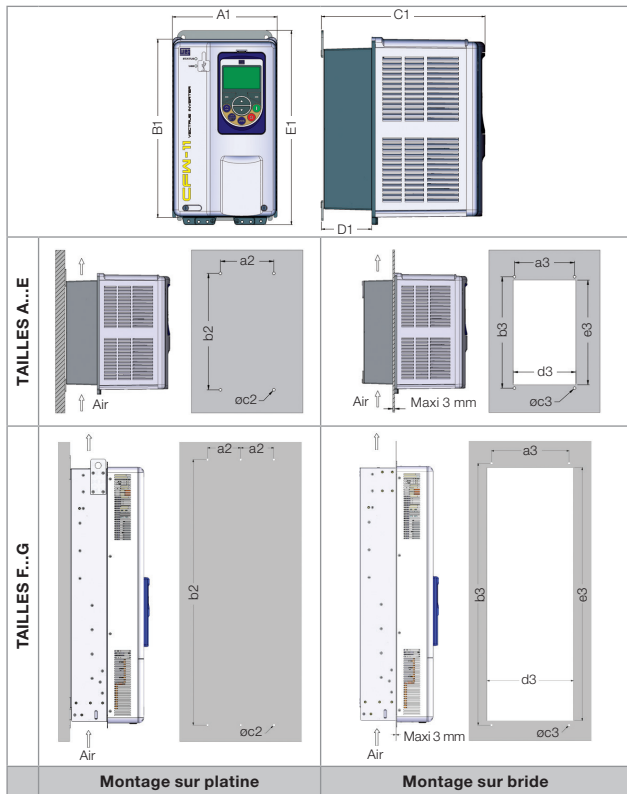 A1
C1
B1
E1
CFW-11 VECTRUE INVERTER
D1
TAILLES A...E
a2
b2
øc2
Air
a3
b3
e3
d3
øc3
Air
Maxi 3 mm
TAILLES F...G
a2
a2
b2
øc2
Air
a3
b3
e3
d3
øc3
Maxi 3 mm
Air
Montage sur platine
Montage sur bride